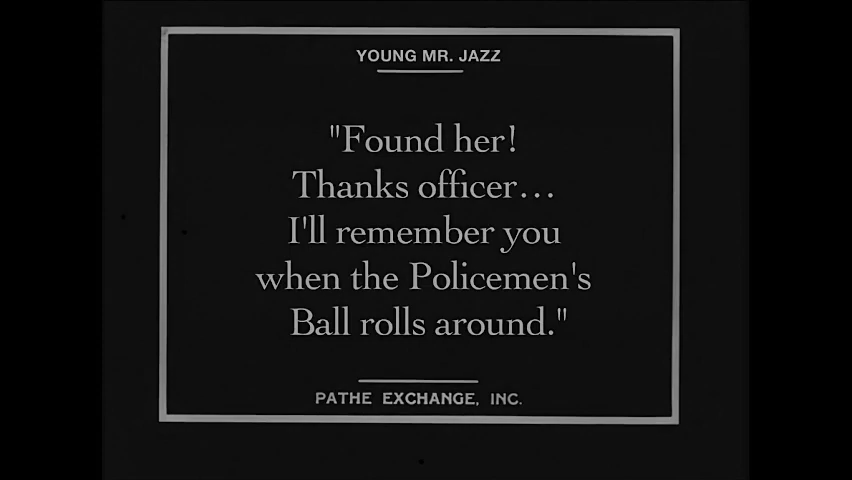 YOUNG MR. JAZZ
"Found her!
Thanks officer...
I'll remember you
when the Policemen's
Ball rolls around."
PATHE EXCHANGE, INC.